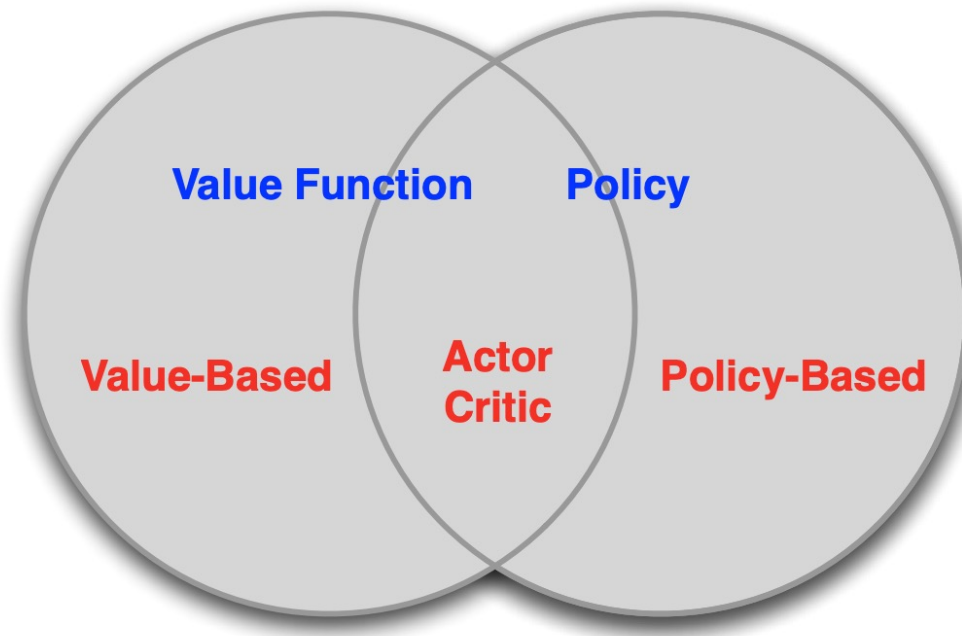 Value Function
Policy
Value-Based
Actor
Critic
Policy-Based